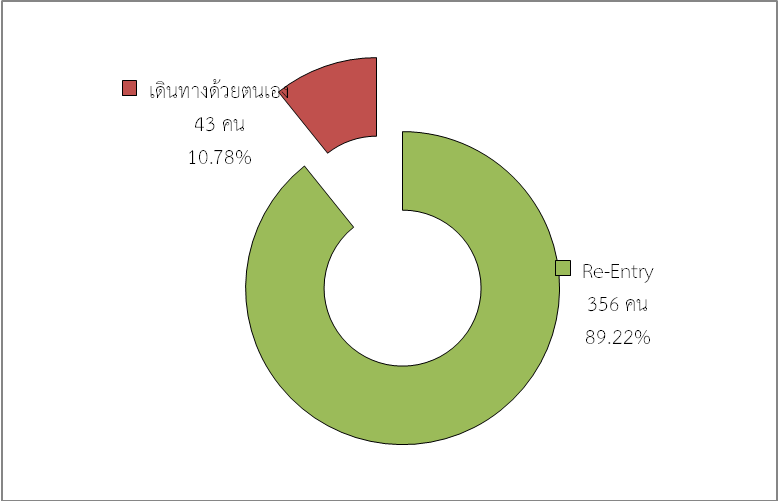 เดินทางด้วยตนเอง
43 คน
10.78%
Re-Entry
356 คน
89.22%